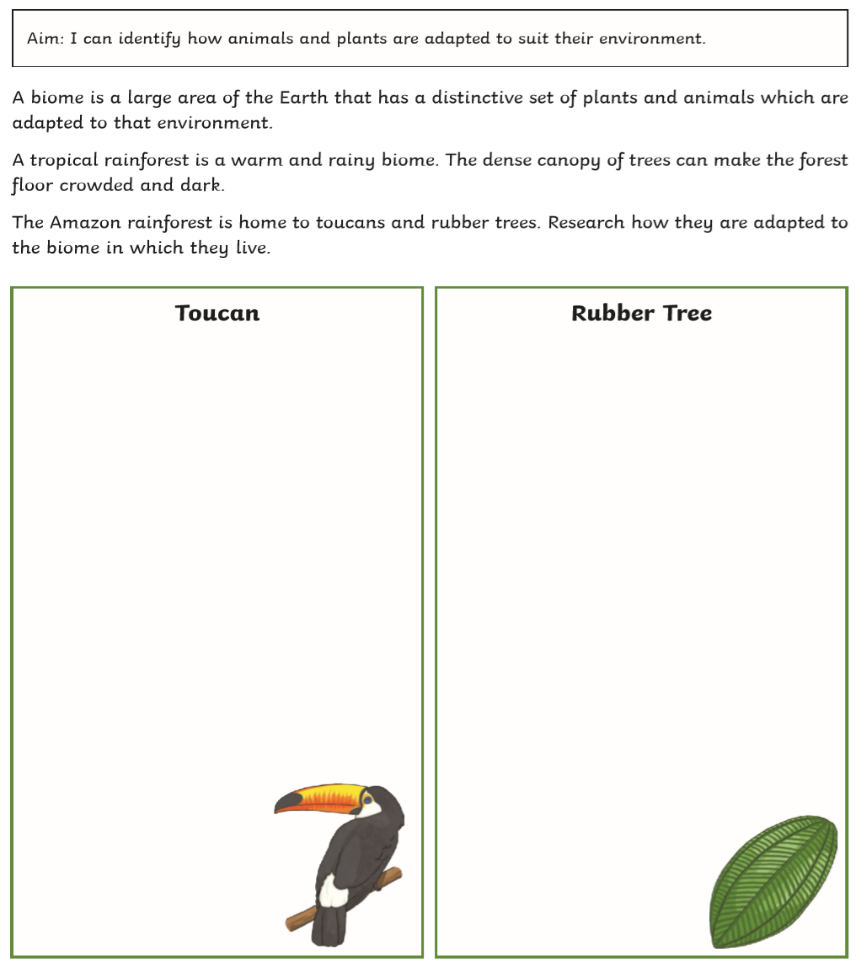 Aim: I can identify how animals and plants are adapted to suit their environment.
A biome is a large area of the Earth that has a distinctive set of plants and animals which are
adapted to that environment.
A tropical rainforest is a warm and rainy biome. The dense canopy of trees can make the forest
floor crowded and dark.
The Amazon rainforest is home to toucans and rubber trees. Research how they are adapted to
the biome in which they live.
Toucan
Rubber Tree